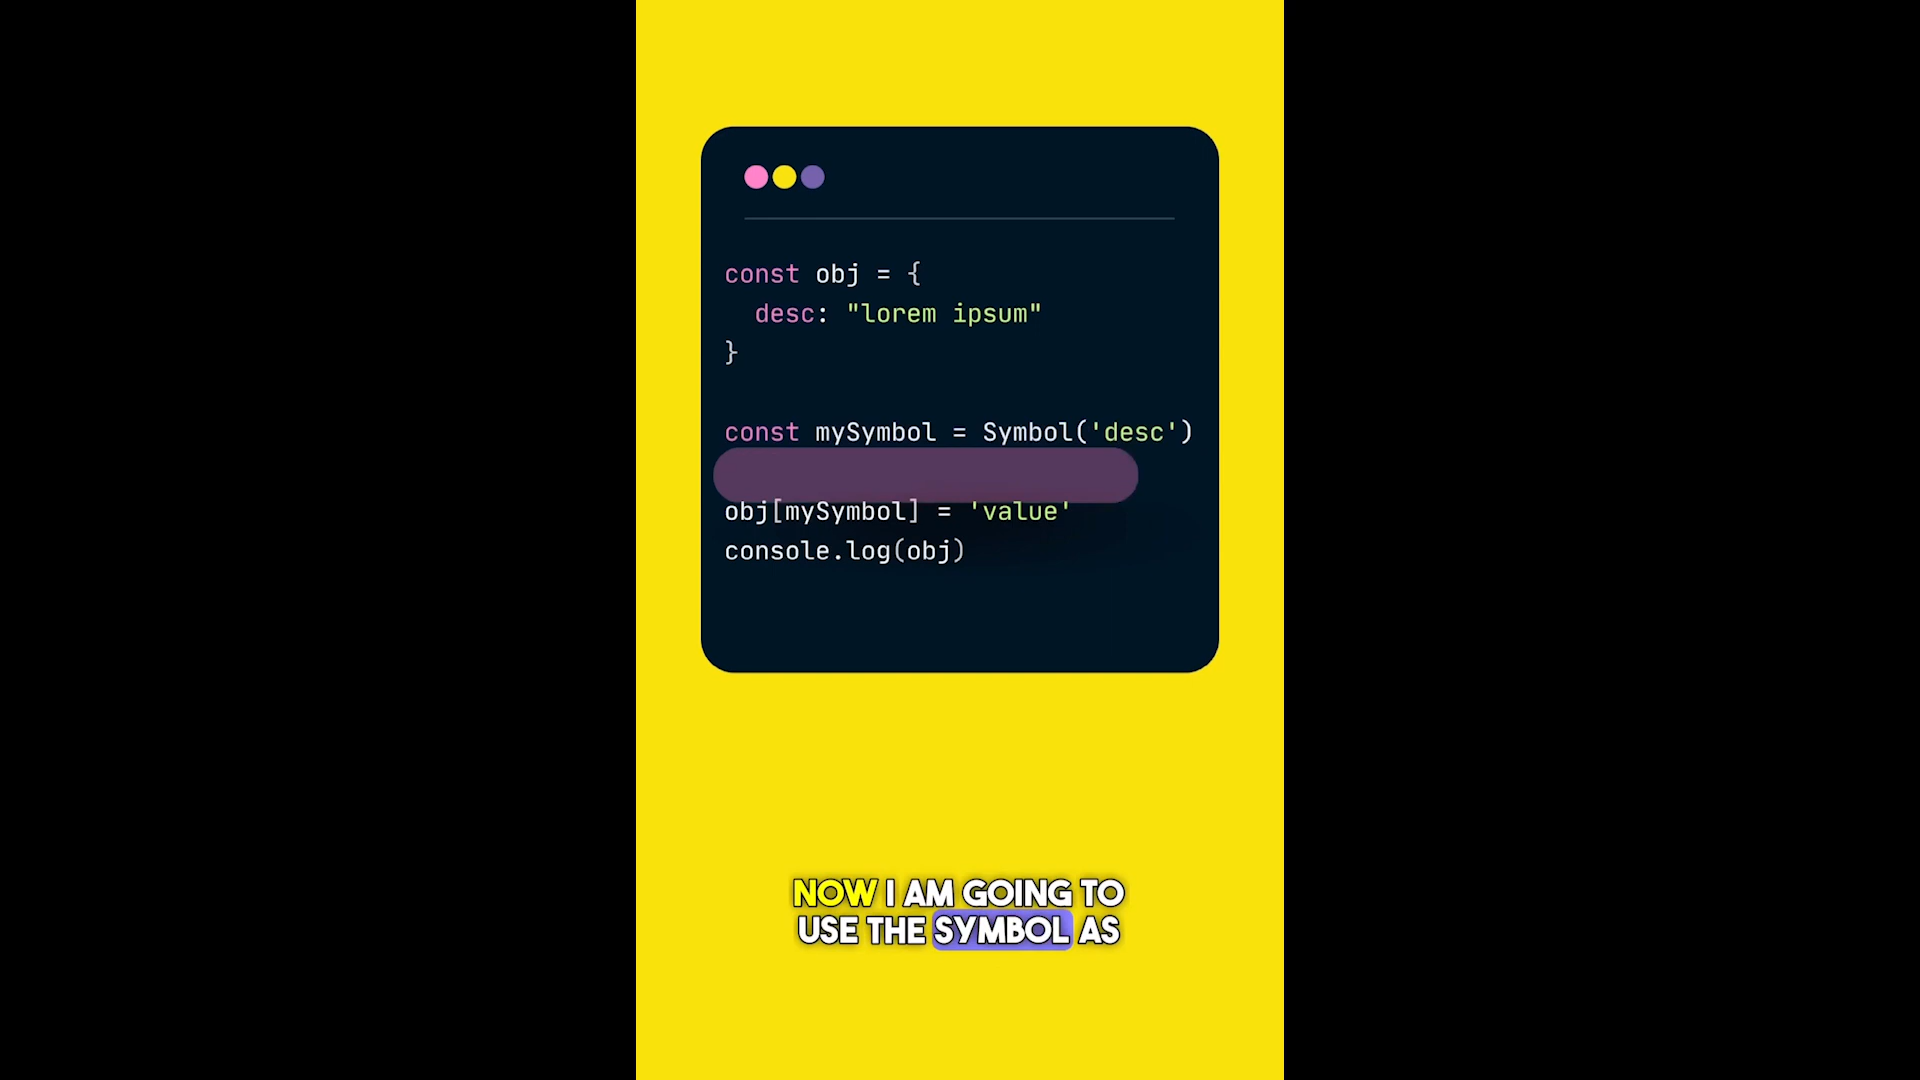 const obj = {
  desc: "lorem ipsum"
}
const mySymbol = Symbol('desc')
obj[mySymbol] = 'value'
console.log(obj)
NOW I AM GOING TO
USE THE SYMBOL AS